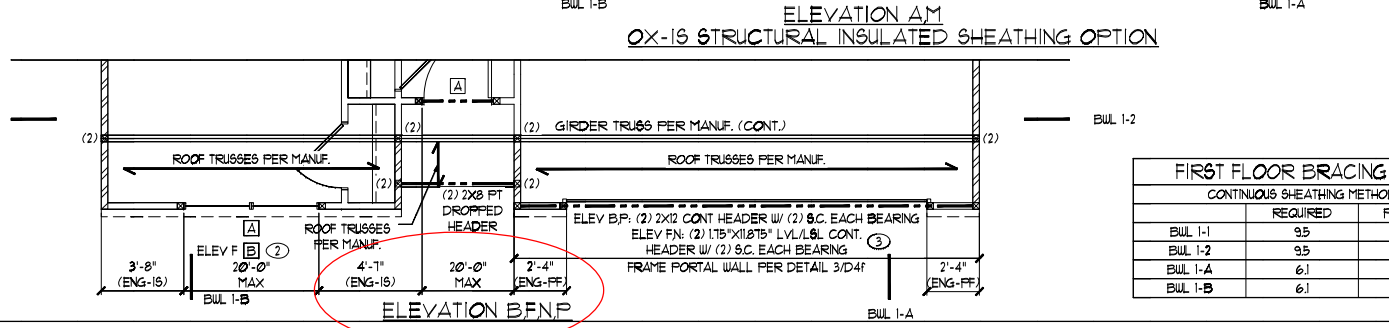 BWL 1-B
BWL 1-A
ELEVATION A,M
OX-IS STRUCTURAL INSULATED SHEATHING OPTION
A
BWL 1-2
(2)
(2)
(2)
GIRDER TRUSS PER MANUF. (CONT.)
(2)
ROOF TRUSSES PER MANUF.
ROOF TRUSSES PER MANUF.
(2)
(2)
(2) 2X8 PT
DROPPED
HEADER
A
ROOF TRUSSES
PER MANUF.
ELEV F B 2
ELEV B,P: (2) 2X12 CONT HEADER W/ (2) S.C. EACH BEARING
ELEV F,N: (2) 1.75"X11.875" LVL/LSL CONT.
HEADER W/ (2) S.C. EACH BEARING
3
FRAME PORTAL WALL PER DETAIL 3/D4f
3'-8"
(ENG-IS)
20'-0"
MAX
4'-7"
(ENG-IS)
20'-0"
MAX
2'-4"
(ENG-PF)
2'-4"
(ENG-PF)
BWL 1-B
ELEVATION B,F,N,P
BWL 1-A
FIRST FLOOR BRACING
CONTINUOUS SHEATHING METHO
REQUIRED
BWL 1-1 9.5
BWL 1-2 9.5
BWL 1-A 6.1
BWL 1-B 6.1